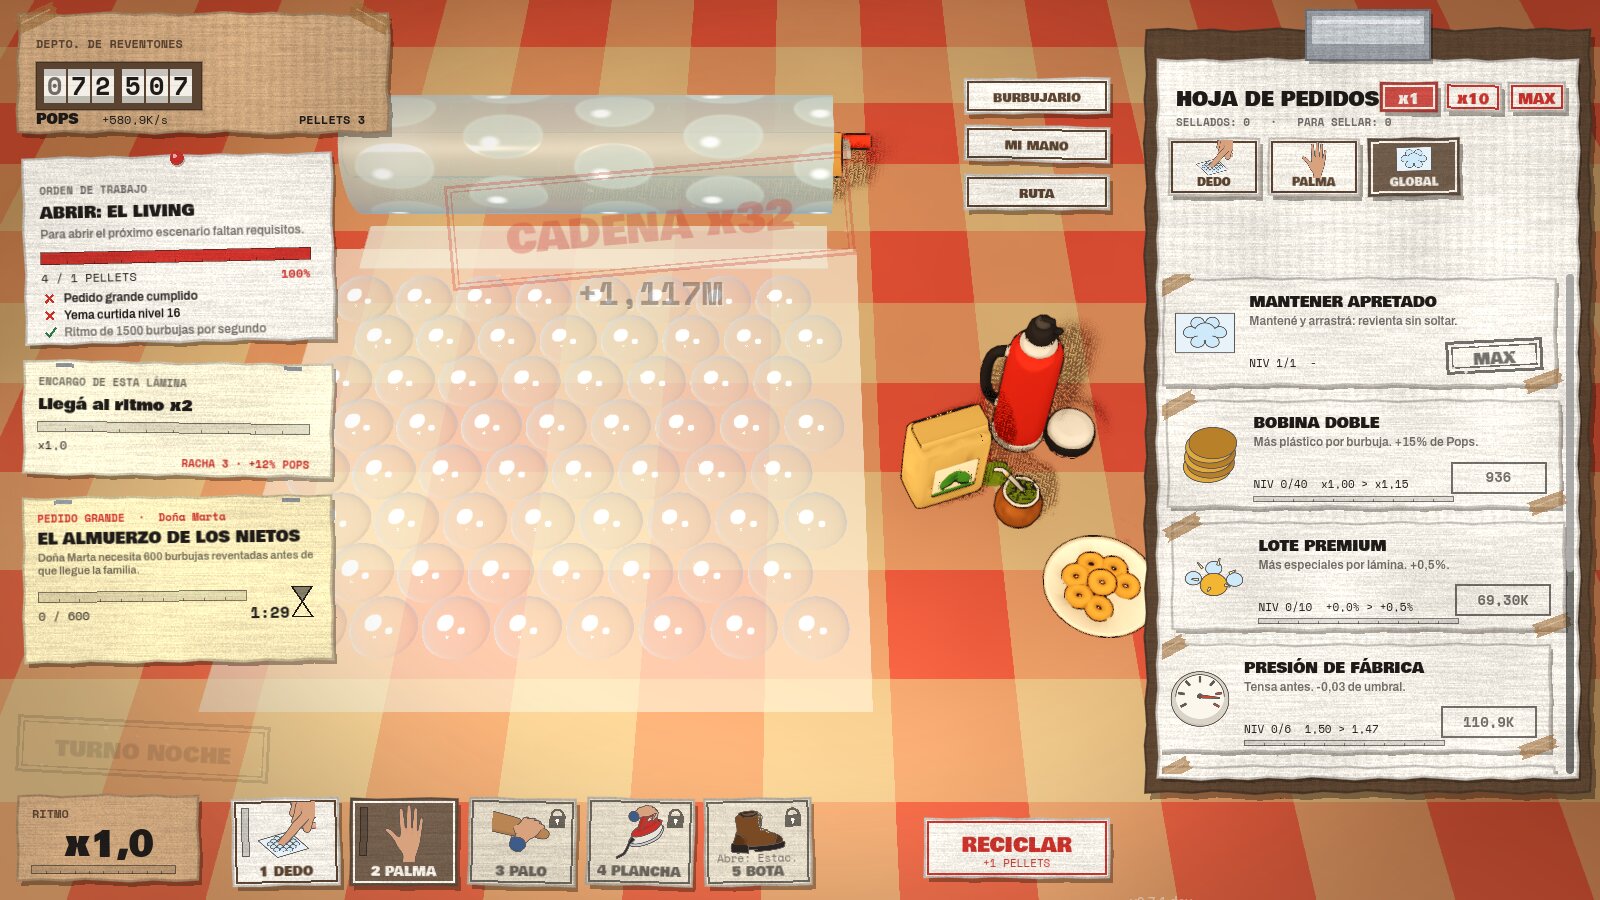 DEPTO. DE REVENTONES
072507
POPS +580,9K/s PELLETS 3
ORDEN DE TRABAJO
ABRIR: EL LIVING
Para abrir el próximo escenario faltan requisitos.
4 / 1 PELLETS 100%
Pedido grande cumplido
Yema curtida nivel 16
Ritmo de 1500 burbujas por segundo
ENCARGO DE ESTA LÁMINA
Llegá al ritmo x2
x1,0
RACHA 3 · +12% POPS
PEDIDO GRANDE · Doña Marta
EL ALMUERZO DE LOS NIETOS
Doña Marta necesita 600 burbujas reventadas antes de
que llegue la familia.
0 / 600 1:29
TURNO NOCHE
RITMO
x1,0
CADENA x32
+1,117M
BURBUJARIO
MI MANO
RUTA
1 DEDO
2 PALMA
3 PALO
4 PLANCHA
Abre: Estac.
5 BOTA
RECICLAR
+1 PELLETS
HOJA DE PEDIDOS x1 x10 MAX
SELLADOS: 0 · PARA SELLAR: 0
DEDO PALMA GLOBAL
MANTENER APRETADO
Mantené y arrastrá: revienta sin soltar.
NIV 1/1 - MAX
BOBINA DOBLE
Más plástico por burbuja. +15% de Pops.
NIV 0/40 x1,00 > x1,15 936
LOTE PREMIUM
Más especiales por lámina. +0,5%.
NIV 0/10 +0,0% > +0,5% 69,30K
PRESIÓN DE FÁBRICA
Tensa antes. -0,03 de umbral.
NIV 0/6 1,50 > 1,47 110,9K